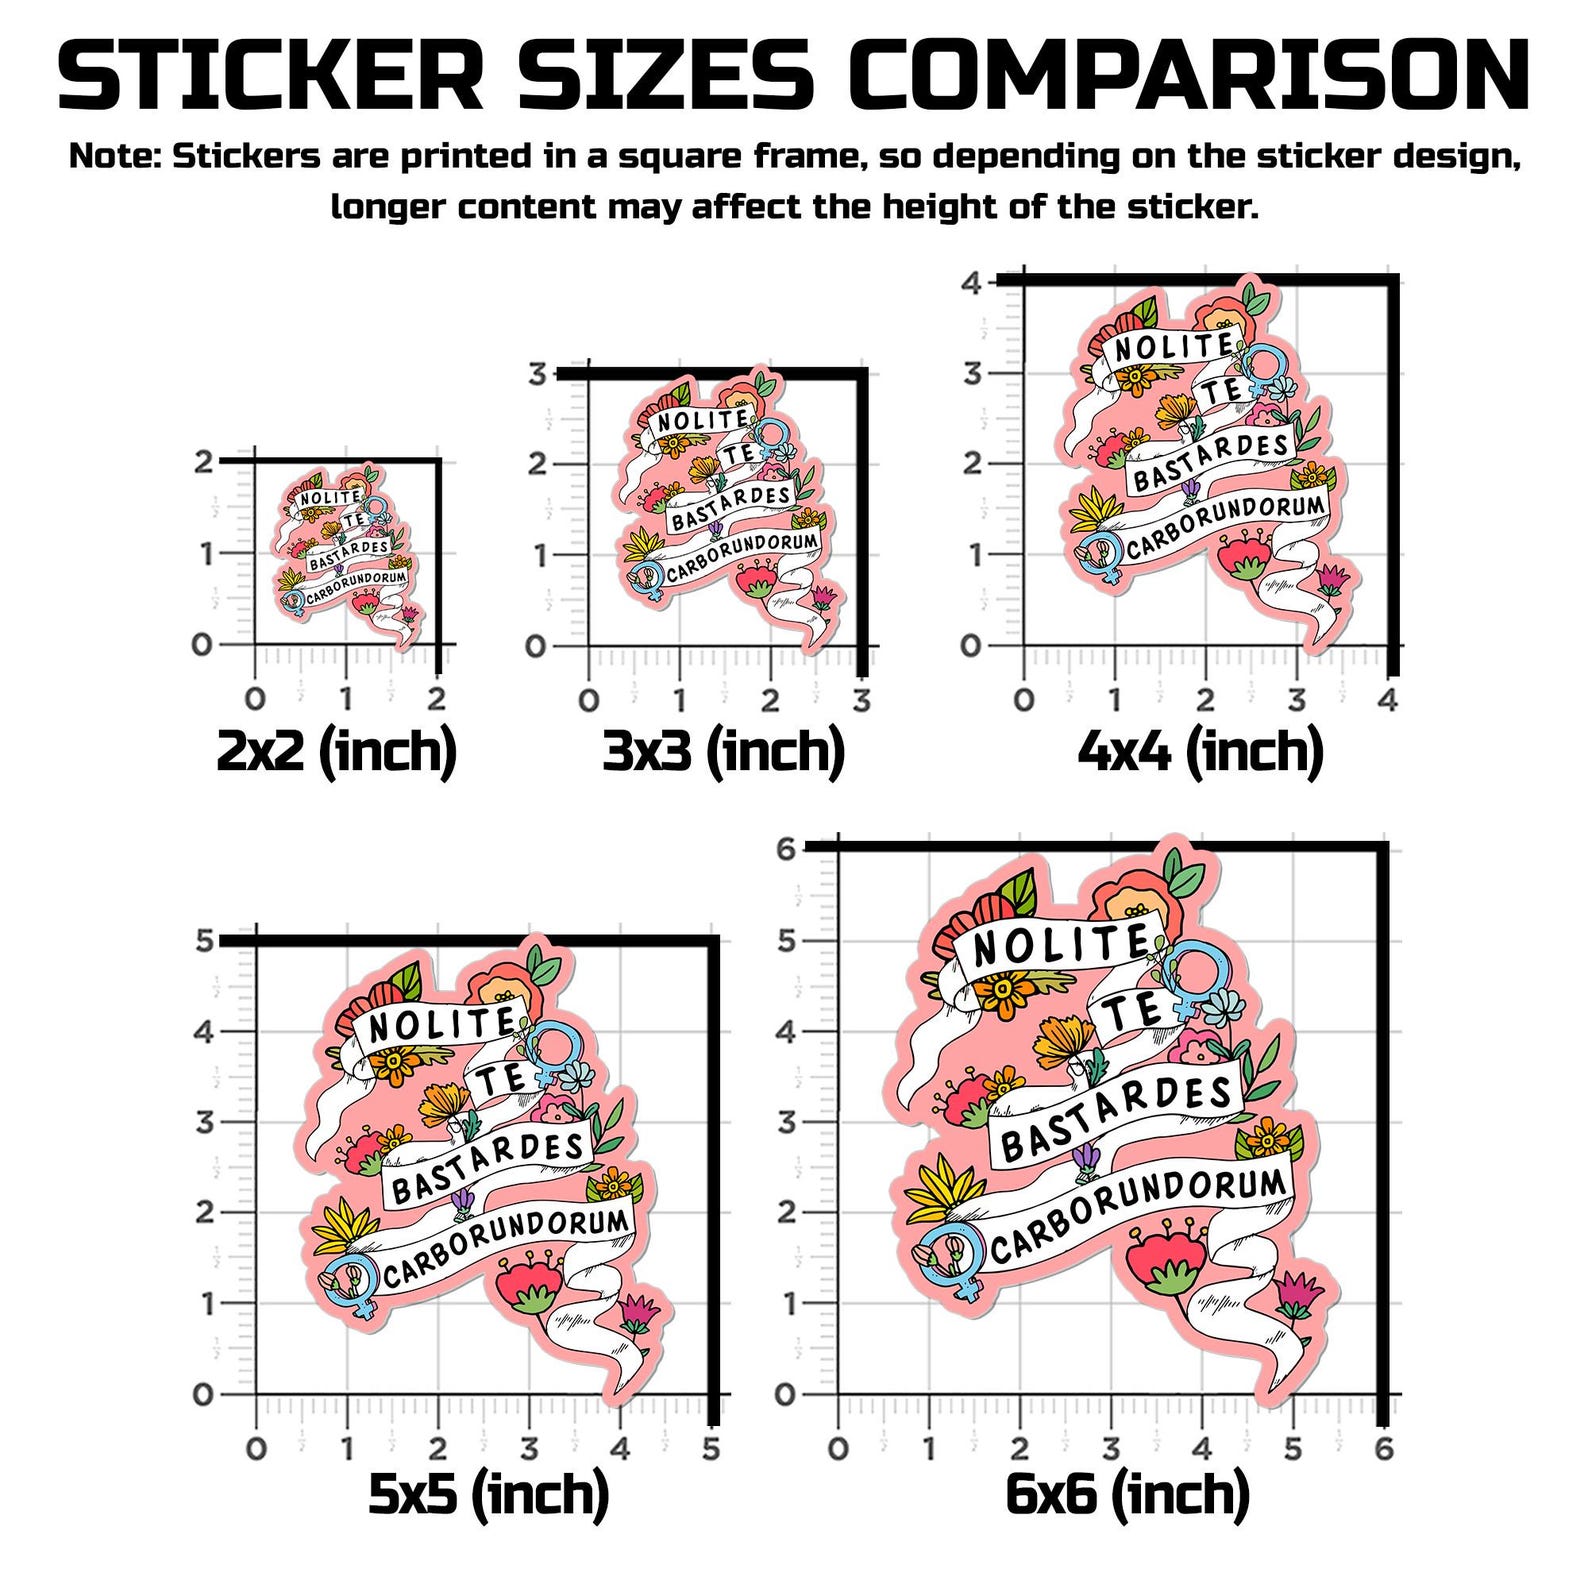 STICKER SIZES COMPARISON
Note: Stickers are printed in a square frame, so depending on the sticker design,
longer content may affect the height of the sticker.
2
1
0
0 1 2
NOLITE
TE
BASTARDES
CARBORUNDORUM
2x2 (inch)
3
2
1
0
0 1 2 3
NOLITE
TE
BASTARDES
CARBORUNDORUM
3x3 (inch)
4
3
2
1
0
0 1 2 3 4
NOLITE
TE
BASTARDES
CARBORUNDORUM
4x4 (inch)
5
4
3
2
1
0
0 1 2 3 4 5
NOLITE
TE
BASTARDES
CARBORUNDORUM
5x5 (inch)
6
5
4
3
2
1
0
0 1 2 3 4 5 6
NOLITE
TE
BASTARDES
CARBORUNDORUM
6x6 (inch)